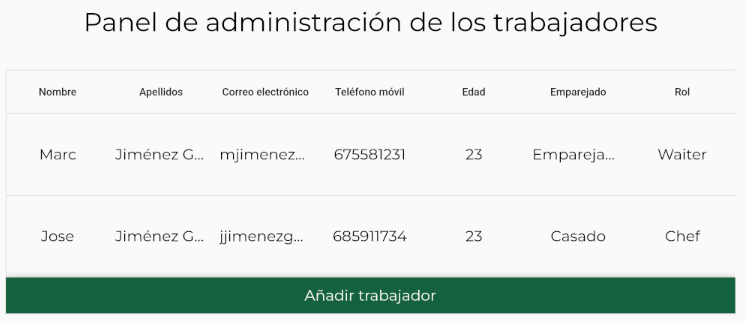 Panel de administración de los trabajadores
Nombre Apellidos Correo electrónico Teléfono móvil Edad Emparejado Rol
Marc Jiménez G... mjimenez... 675581231 23 Empareja... Waiter
Jose Jiménez G... jjimenezg... 685911734 23 Casado Chef
Añadir trabajador